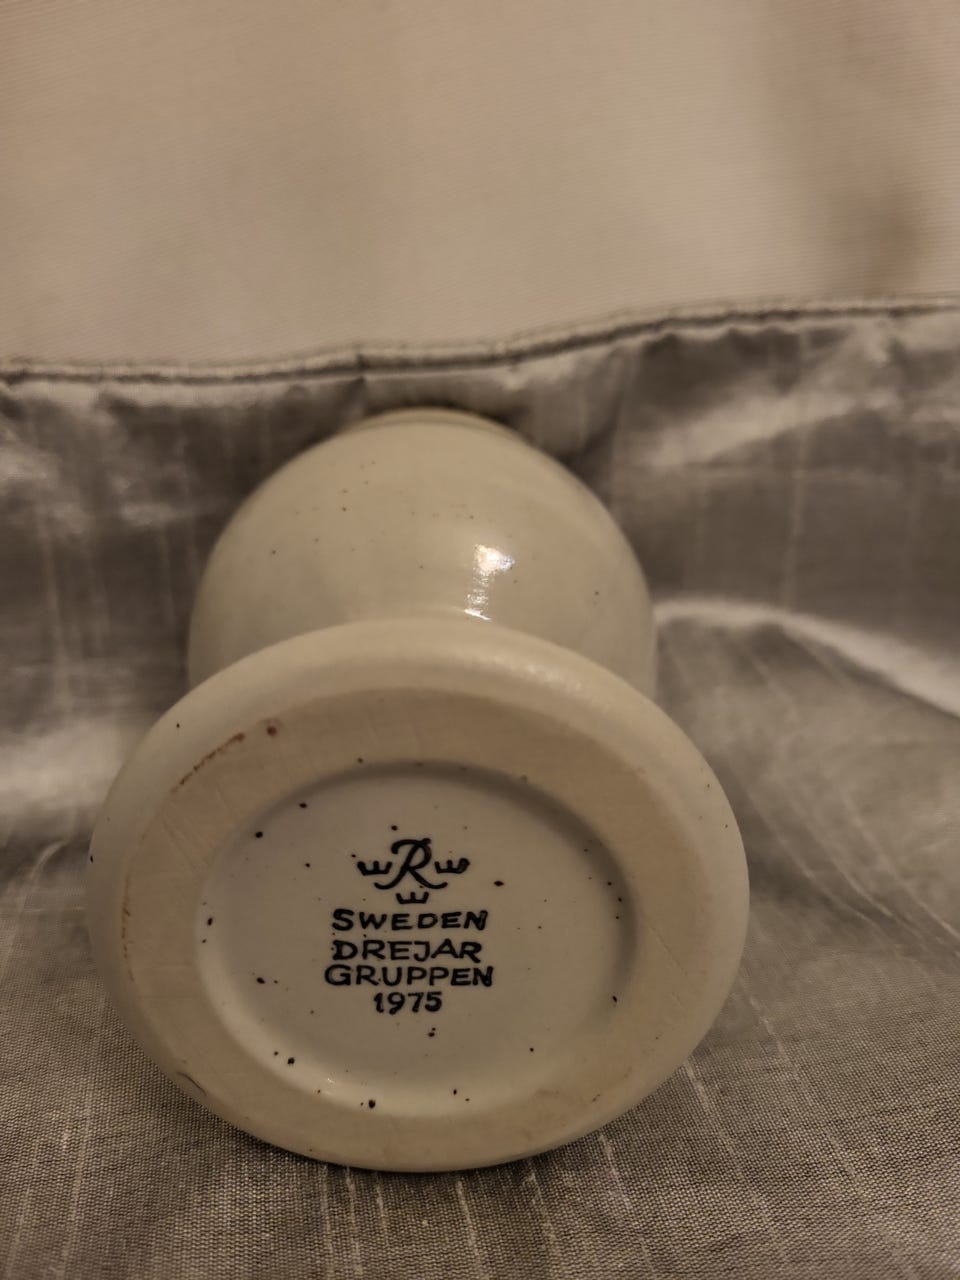 R
SWEDEN
DREJAR
GRUPPEN
1975